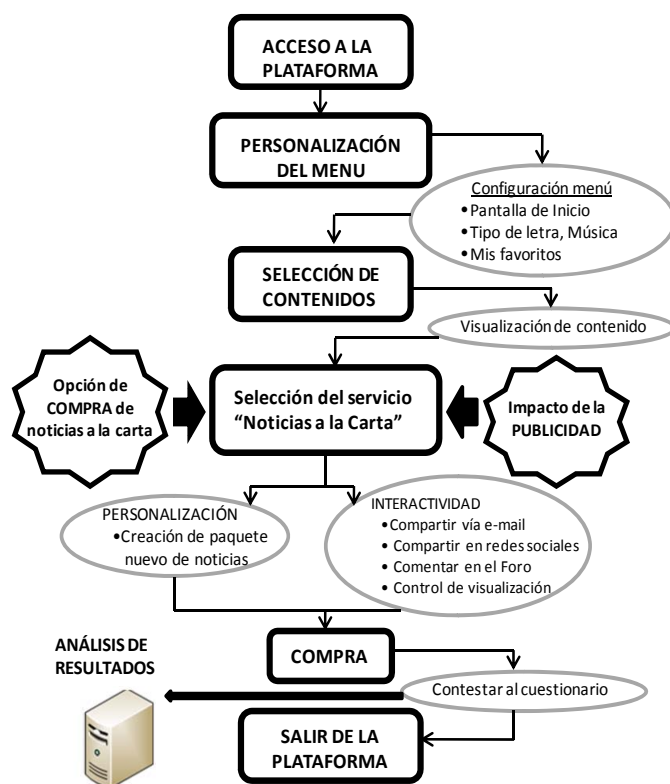 ACCESO A LA
PLATAFORMA
PERSONALIZACIÓN
DEL MENU
Configuración menú
•Pantalla de Inicio
•Tipo de letra, Música
•Mis favoritos
SELECCIÓN DE
CONTENIDOS
Visualización de contenido
Opción de
COMPRA de
noticias a la carta
Selección del servicio
“Noticias a la Carta”
Impacto de la
PUBLICIDAD
PERSONALIZACIÓN
•Creación de paquete
nuevo de noticias
INTERACTIVIDAD
•Compartir vía e-mail
•Compartir en redes sociales
•Comentar en el Foro
•Control de visualización
COMPRA
ANÁLISIS DE
RESULTADOS
Contestar al cuestionario
SALIR DE LA
PLATAFORMA